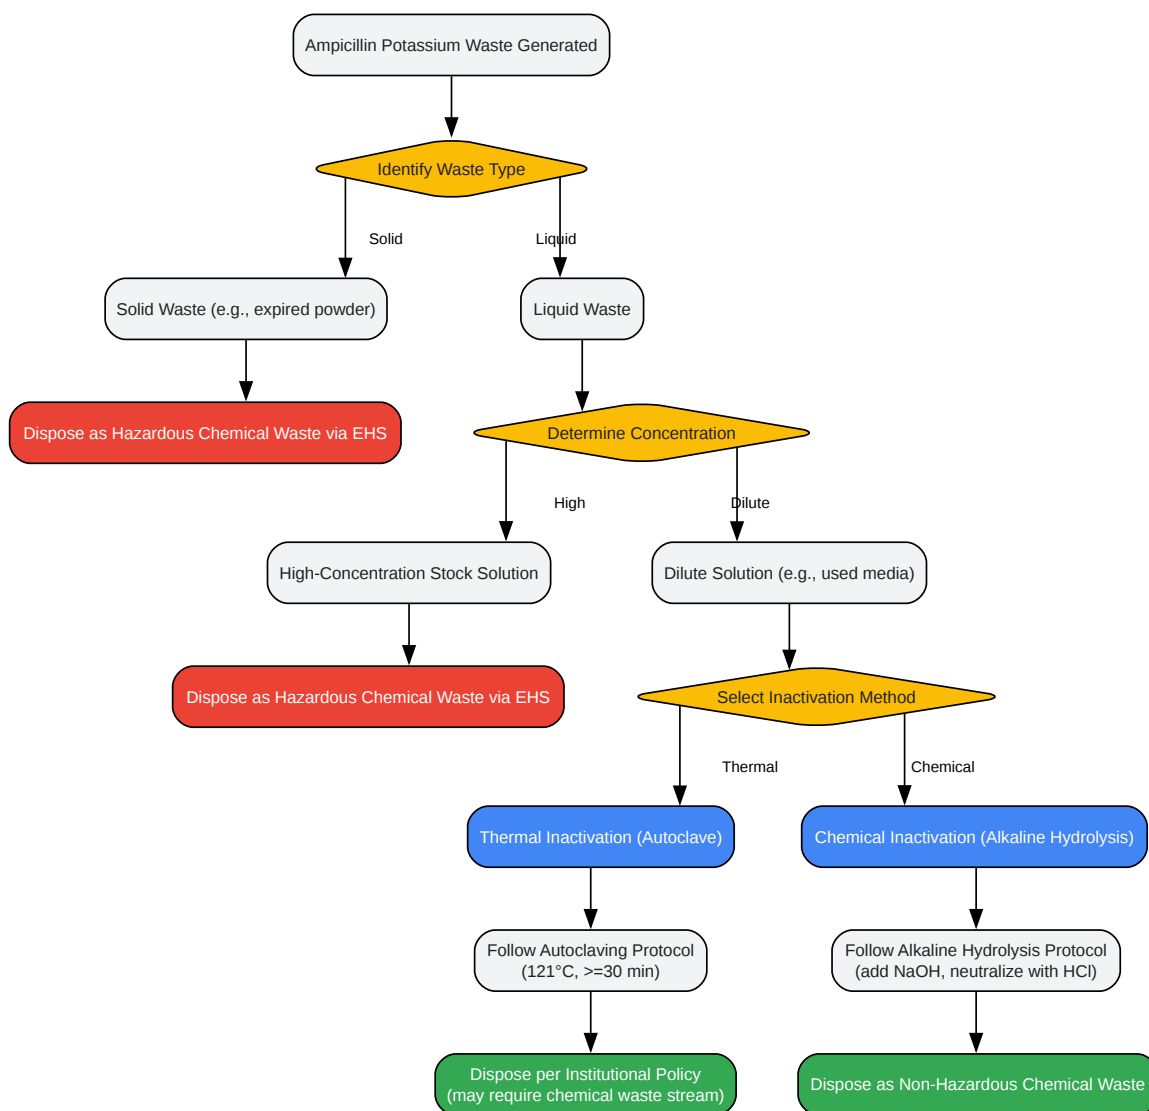 Ampicillin Potassium Waste Generated
Identify Waste Type
Solid
Liquid
Solid Waste (e.g., expired powder)
Liquid Waste
Dispose as Hazardous Chemical Waste via EHS
Determine Concentration
High
Dilute
High-Concentration Stock Solution
Dilute Solution (e.g., used media)
Dispose as Hazardous Chemical Waste via EHS
Select Inactivation Method
Thermal
Chemical
Thermal Inactivation (Autoclave)
Chemical Inactivation (Alkaline Hydrolysis)
Follow Autoclaving Protocol
(121°C, >=30 min)
Follow Alkaline Hydrolysis Protocol
(add NaOH, neutralize with HCl)
Dispose per Institutional Policy
(may require chemical waste stream)
Dispose as Non-Hazardous Chemical Waste